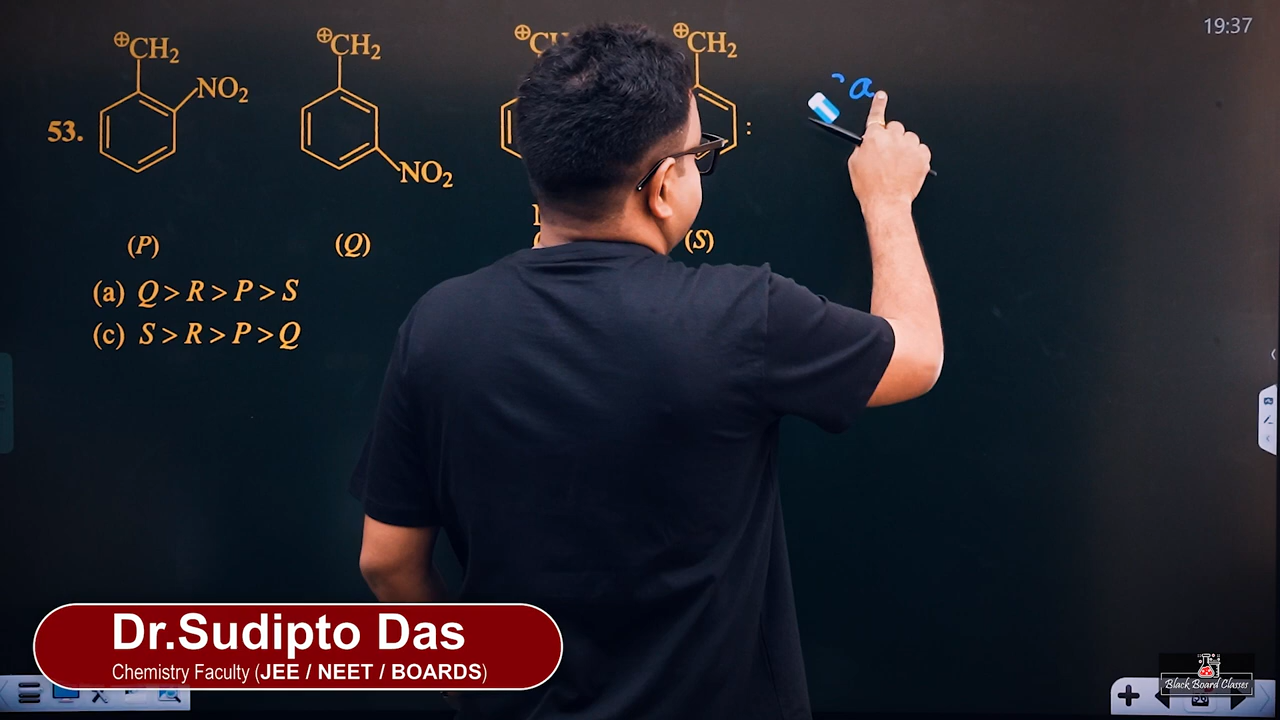 19:37
⊕CH2
⊕CH2
⊕
⊕CH2
NO2
NO2
53.
:
a
(P)
(Q)
(S)
(a) Q > R > P > S
(c) S > R > P > Q
Dr.Sudipto Das
Chemistry Faculty (JEE / NEET / BOARDS)
Black Board Classes